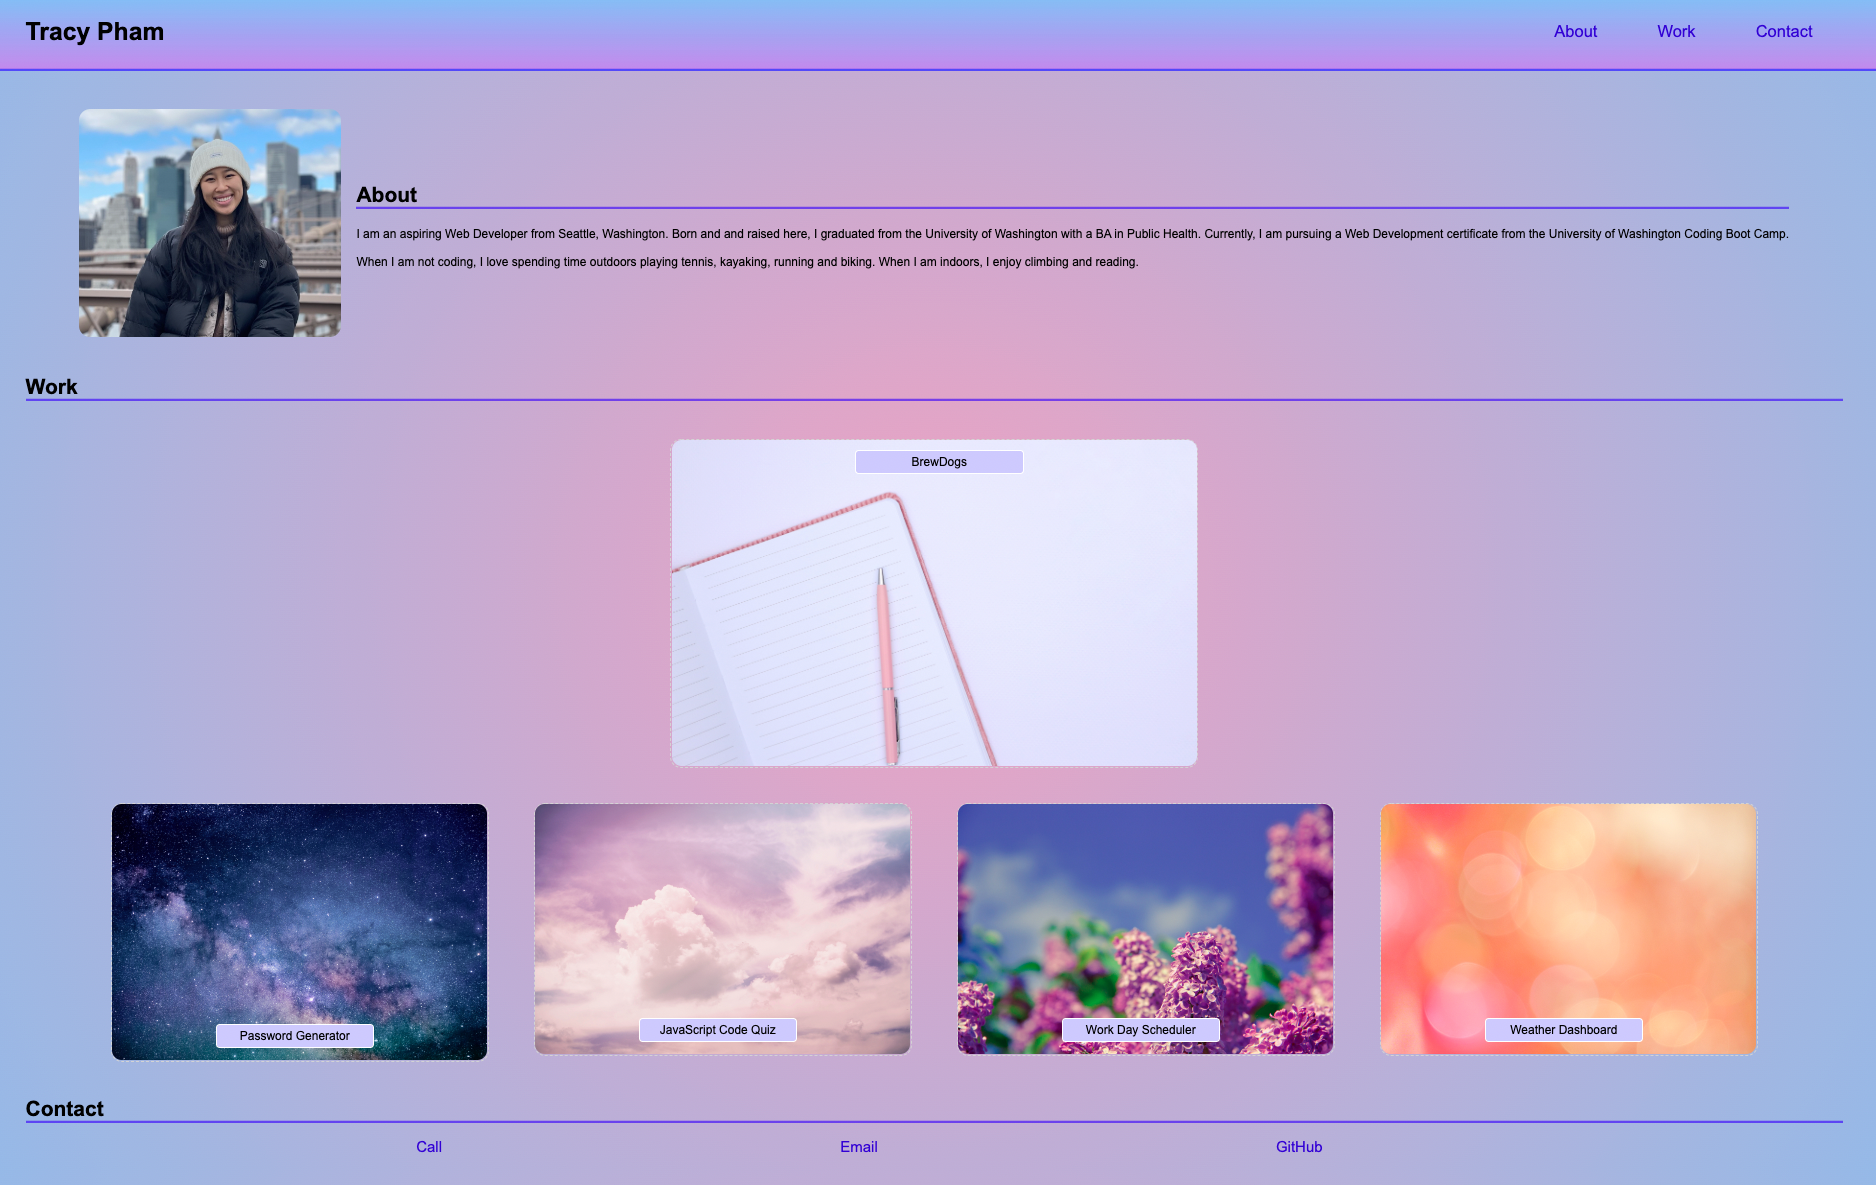 Tracy Pham
About Work Contact
About
I am an aspiring Web Developer from Seattle, Washington. Born and and raised here, I graduated from the University of Washington with a BA in Public Health. Currently, I am pursuing a Web Development certificate from the University of Washington Coding Boot Camp.
When I am not coding, I love spending time outdoors playing tennis, kayaking, running and biking. When I am indoors, I enjoy climbing and reading.
Work
BrewDogs
Password Generator
JavaScript Code Quiz
Work Day Scheduler
Weather Dashboard
Contact
Call Email GitHub